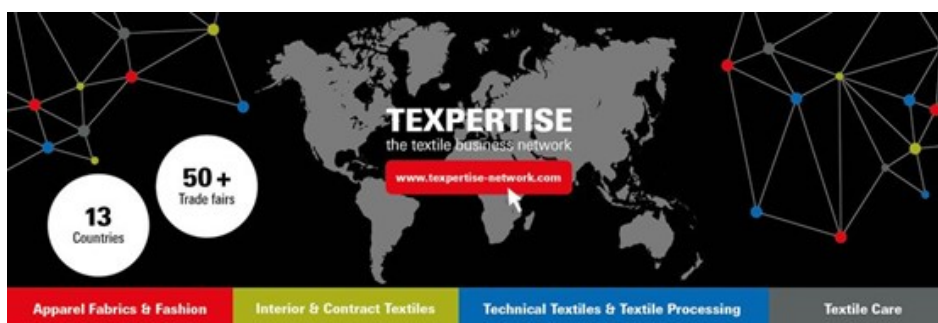 TEXPERTISE
the textile business network
www.texpertise-network.com
50+
Trade fairs
13
Countries
Apparel Fabrics & Fashion
Interior & Contract Textiles
Technical Textiles & Textile Processing
Textile Care